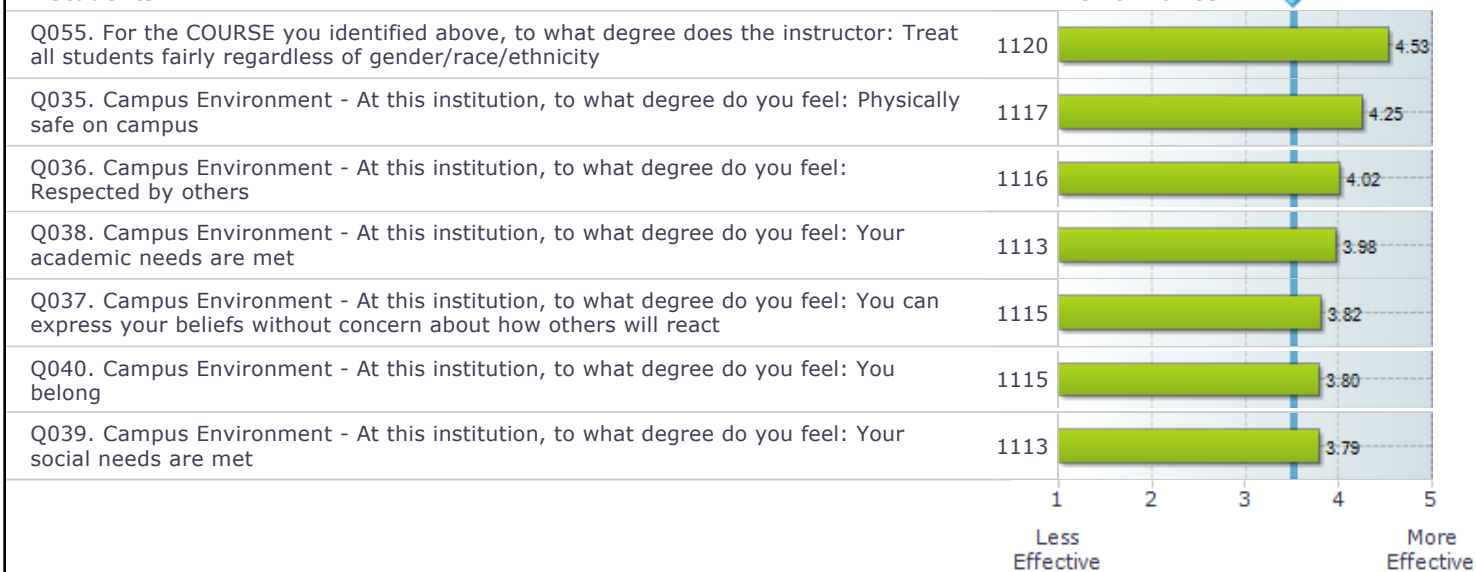 Q055. For the COURSE you identified above, to what degree does the instructor: Treat
all students fairly regardless of gender/race/ethnicity
1120
4.53
Q035. Campus Environment - At this institution, to what degree do you feel: Physically
safe on campus
1117
4.25
Q036. Campus Environment - At this institution, to what degree do you feel:
Respected by others
1116
4.02
Q038. Campus Environment - At this institution, to what degree do you feel: Your
academic needs are met
1113
3.98
Q037. Campus Environment - At this institution, to what degree do you feel: You can
express your beliefs without concern about how others will react
1115
3.82
Q040. Campus Environment - At this institution, to what degree do you feel: You
belong
1115
3.80
Q039. Campus Environment - At this institution, to what degree do you feel: Your
social needs are met
1113
3.79
1 2 3 4 5
Less More
Effective Effective